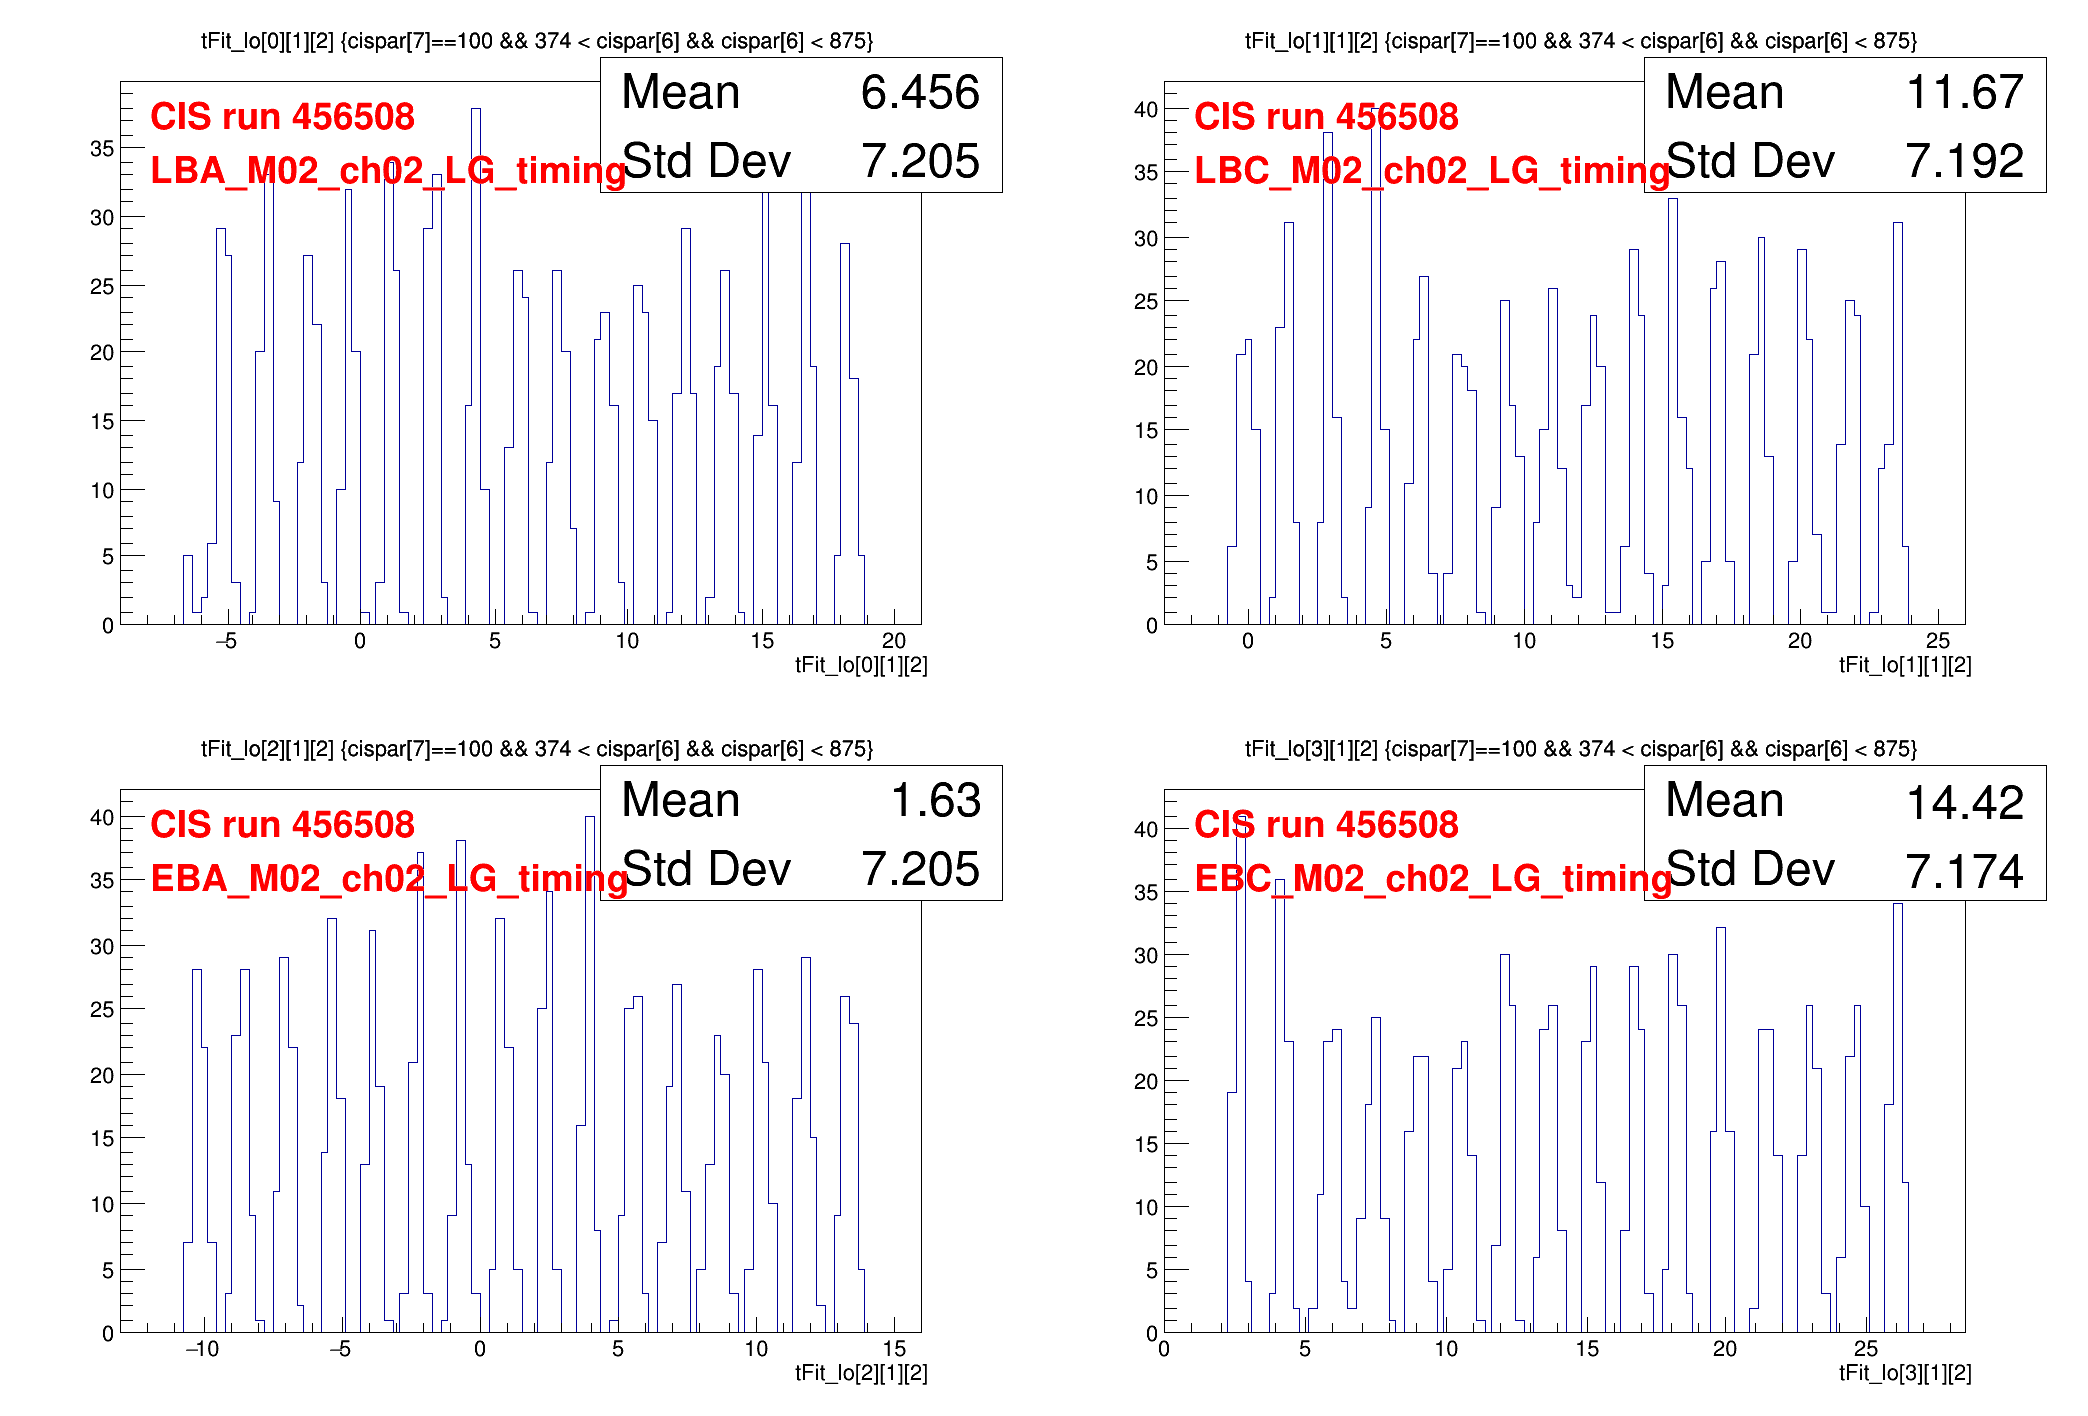 tFit_lo[0][1][2] {cispar[7]==100 && 374 < cispar[6] && cispar[6] < 875}
Mean 6.456
Std Dev 7.205
CIS run 456508
LBA_M02_ch02_LG_timing
35
30
25
20
15
10
5
0
−5 0 5 10 15 20
tFit_lo[0][1][2]
tFit_lo[1][1][2] {cispar[7]==100 && 374 < cispar[6] && cispar[6] < 875}
Mean 11.67
Std Dev 7.192
CIS run 456508
LBC_M02_ch02_LG_timing
40
35
30
25
20
15
10
5
0
0 5 10 15 20 25
tFit_lo[1][1][2]
tFit_lo[2][1][2] {cispar[7]==100 && 374 < cispar[6] && cispar[6] < 875}
Mean 1.63
Std Dev 7.205
CIS run 456508
EBA_M02_ch02_LG_timing
40
35
30
25
20
15
10
5
0
−10 −5 0 5 10 15
tFit_lo[2][1][2]
tFit_lo[3][1][2] {cispar[7]==100 && 374 < cispar[6] && cispar[6] < 875}
Mean 14.42
Std Dev 7.174
CIS run 456508
EBC_M02_ch02_LG_timing
40
35
30
25
20
15
10
5
0
0 5 10 15 20 25
tFit_lo[3][1][2]